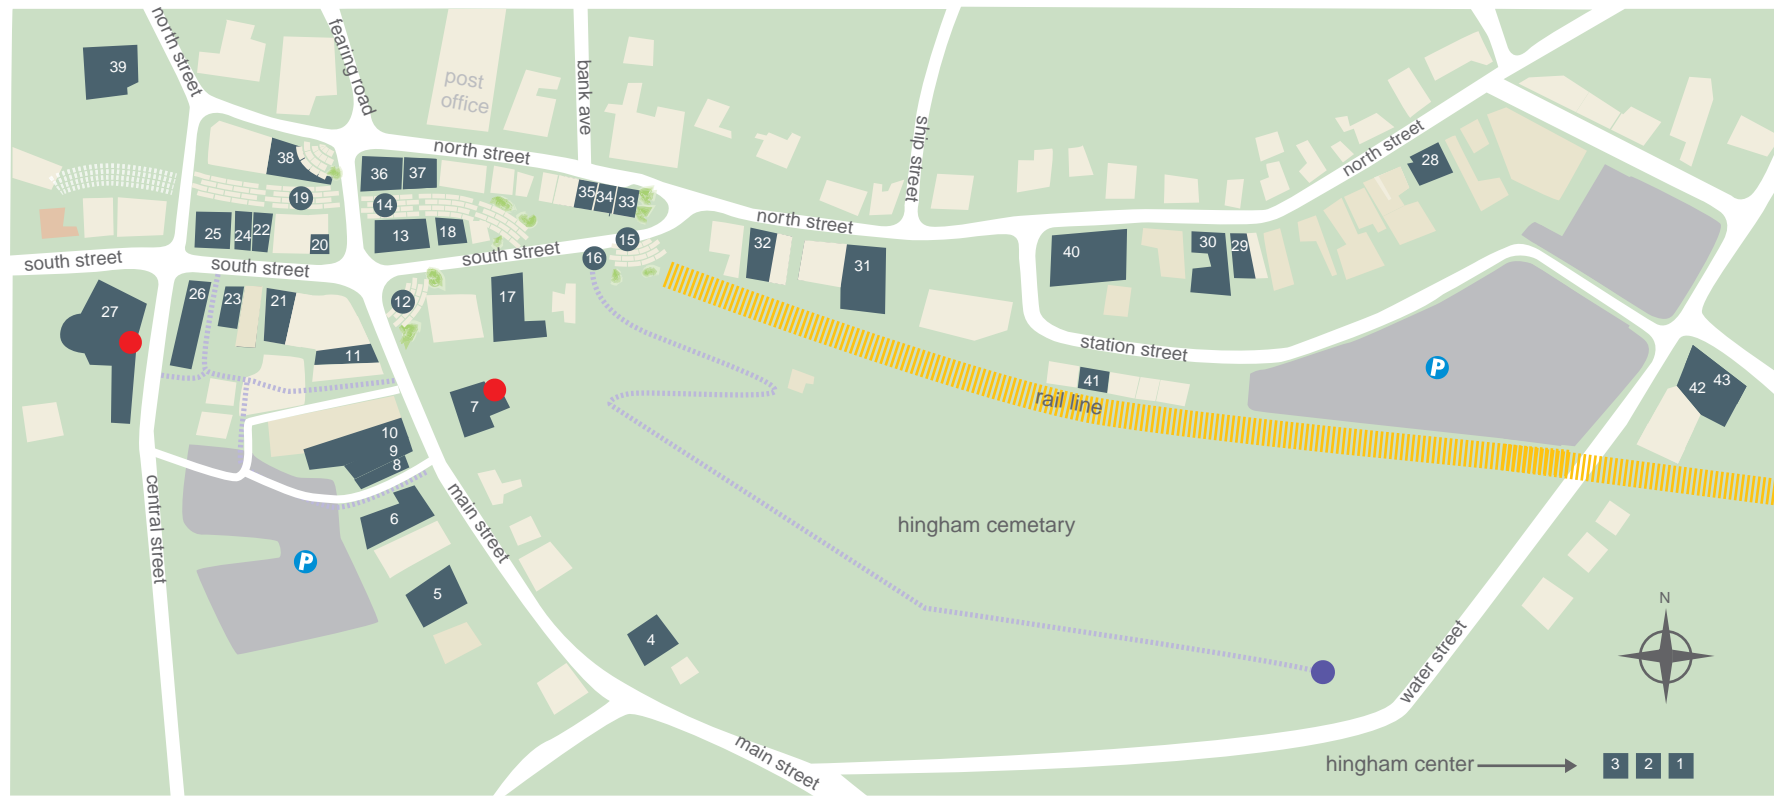 north street
fearing road
post
office
bank ave
39
north street
ship street
north street
28
38
36
37
19
14
35
34
33
25
24
22
20
13
18
15
16
north street
32
31
40
30
29
south street
south street
south street
27
26
23
21
12
17
11
station street
P
41
rail line
42
43
7
10
9
8
central street
main street
6
P
hingham cemetary
5
4
N
water street
main street
hingham center
3
2
1